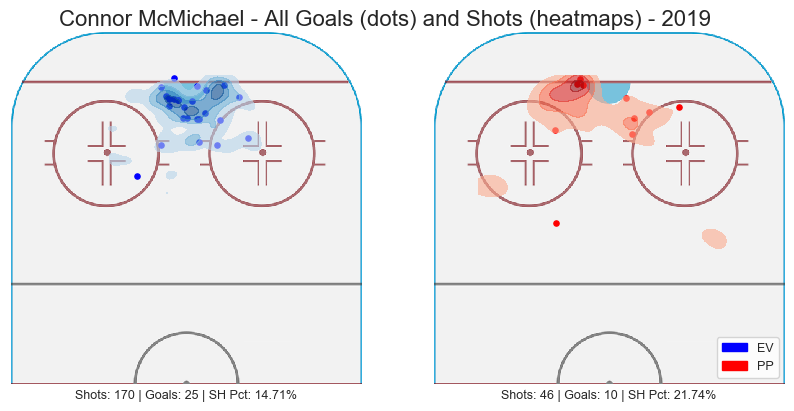 Connor McMichael - All Goals (dots) and Shots (heatmaps) - 2019
EV
PP
Shots: 170 | Goals: 25 | SH Pct: 14.71%
Shots: 46 | Goals: 10 | SH Pct: 21.74%